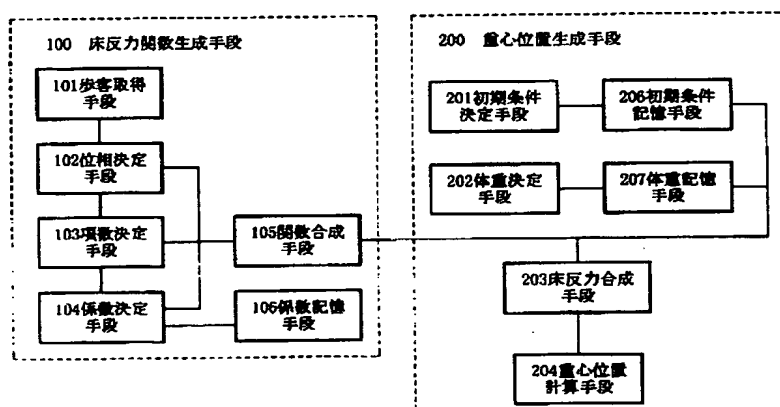 100 床反力関数生成手段
101歩客取得
手段
102位相決定
手段
103項数決定
手段
104係数決定
手段
105関数合成
手段
106係数記憶
手段
200 重心位置生成手段
201初期条件
決定手段
206初期条件
記憶手段
202体重決定
手段
207体重記憶
手段
203床反力合成
手段
204重心位置
計算手段